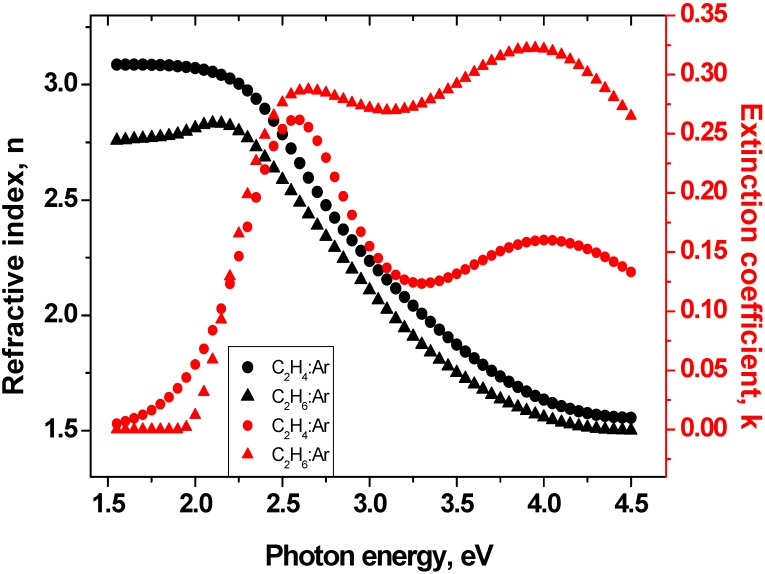 0.35
3.0
0.30
0.25
2.5
0.20
0.15
2.0
0.10
0.05
1.5
0.00
Refractive index, n
Extinction coefficient, k
C₂H₄:Ar
C₂H₆:Ar
C₂H₄:Ar
C₂H₆:Ar
1.5 2.0 2.5 3.0 3.5 4.0 4.5
Photon energy, eV